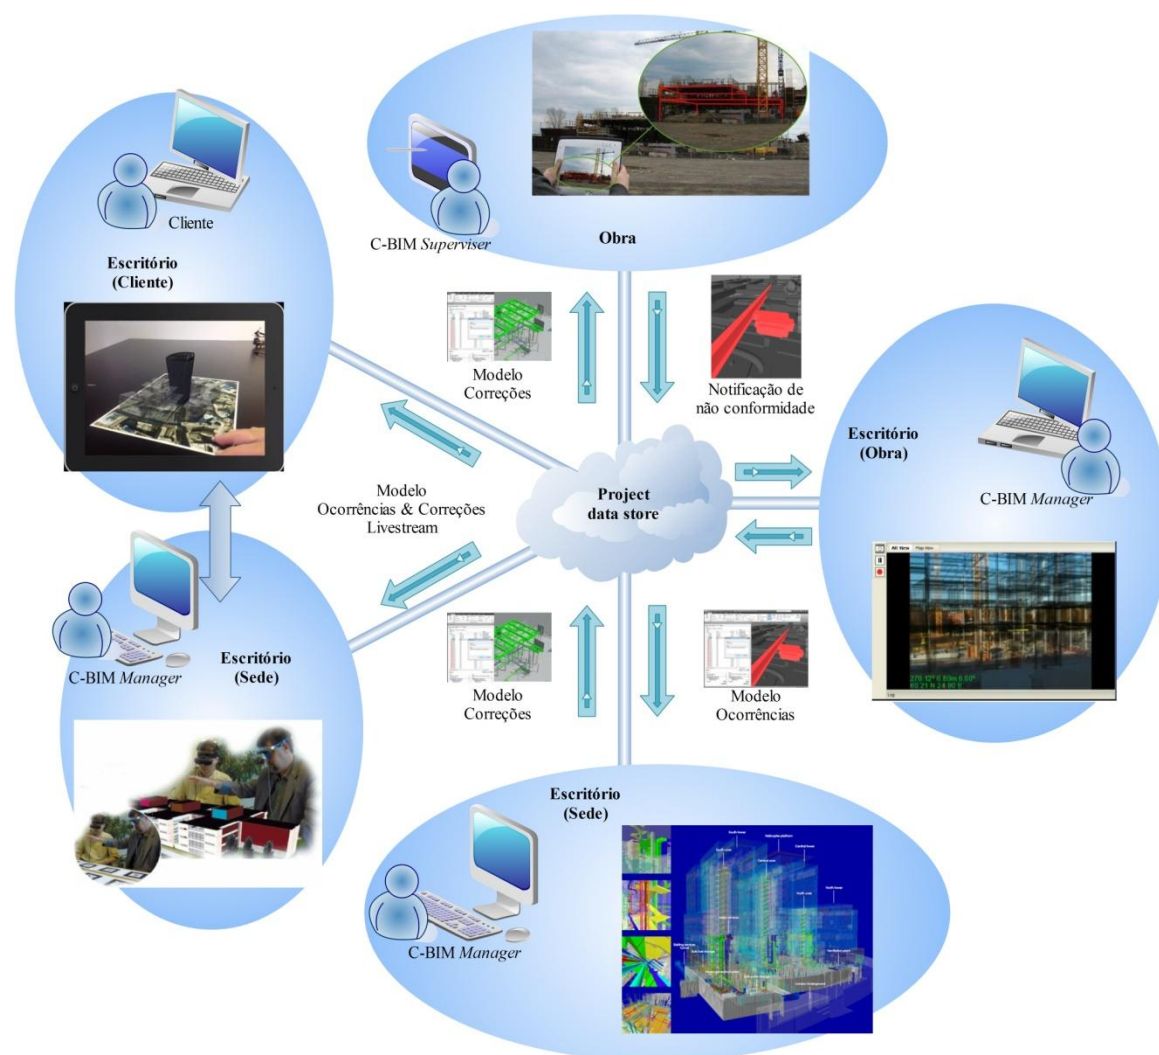 Obra
C-BIM Superviser
Cliente
Escritório
(Cliente)
Modelo
Correções
Notificação de
não conformidade
Escritório
(Obra)
C-BIM Manager
Modelo
Ocorrências & Correções
Livestream
Project
data store
C-BIM Manager
Escritório
(Sede)
Modelo
Correções
Modelo
Ocorrências
Escritório
(Sede)
C-BIM Manager